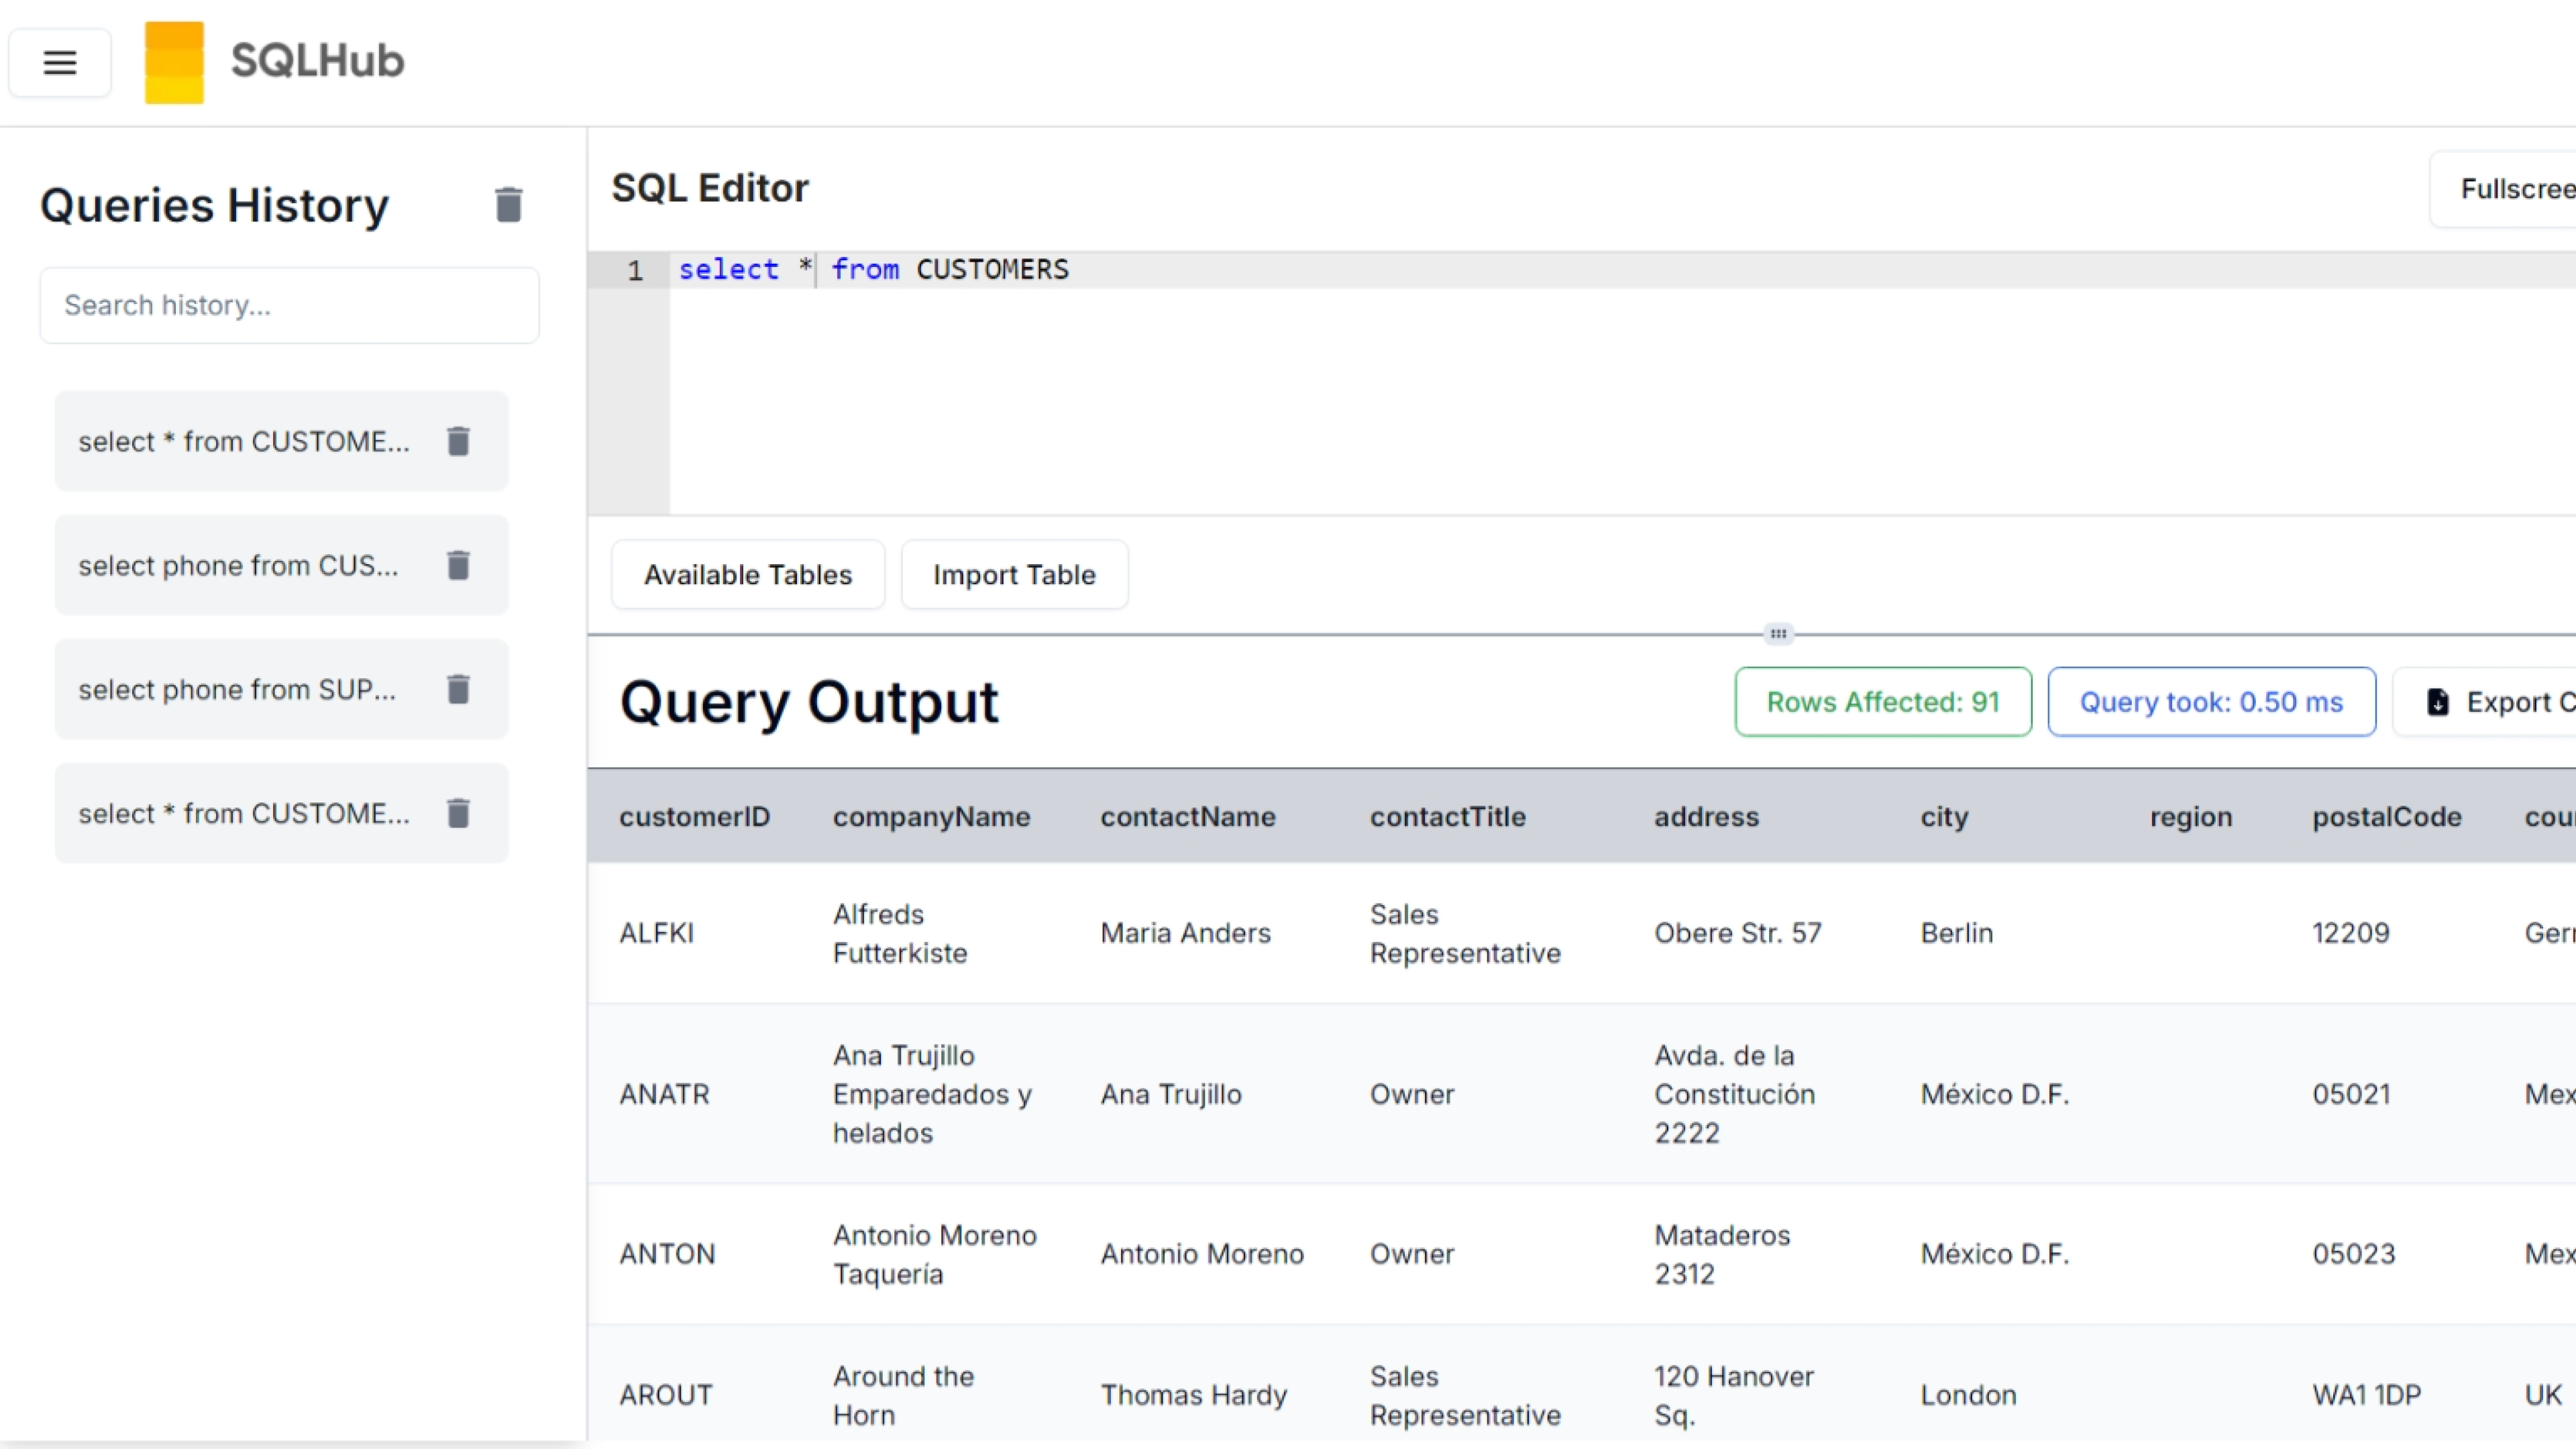 SQLHub
Queries History
Search history...
select * from CUSTOME...
select phone from CUS...
select phone from SUP...
select * from CUSTOME...
SQL Editor
Fullscree
1 select * from CUSTOMERS
Available Tables
Import Table
Query Output
Rows Affected: 91
Query took: 0.50 ms
Export C
customerID companyName contactName contactTitle address city region postalCode cou
ALFKI
Alfreds
Futterkiste
Maria Anders
Sales
Representative
Obere Str. 57
Berlin
12209
Ger
ANATR
Ana Trujillo
Emparedados y
helados
Ana Trujillo
Owner
Avda. de la
Constitución
2222
México D.F.
05021
Mex
ANTON
Antonio Moreno
Taquería
Antonio Moreno
Owner
Mataderos
2312
México D.F.
05023
Mex
AROUT
Around the
Horn
Thomas Hardy
Sales
Representative
120 Hanover
Sq.
London
WA1 1DP
UK